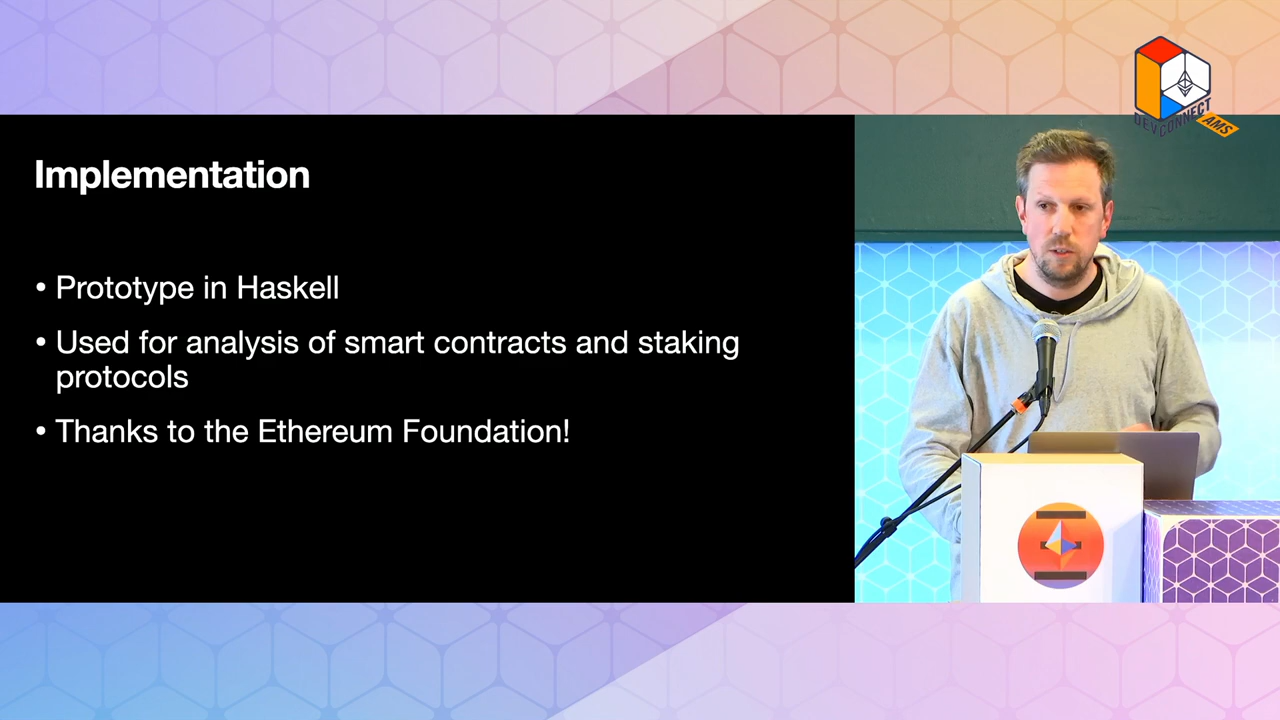 DEVCONNECT
AMS
Implementation
• Prototype in Haskell
• Used for analysis of smart contracts and staking
protocols
• Thanks to the Ethereum Foundation!